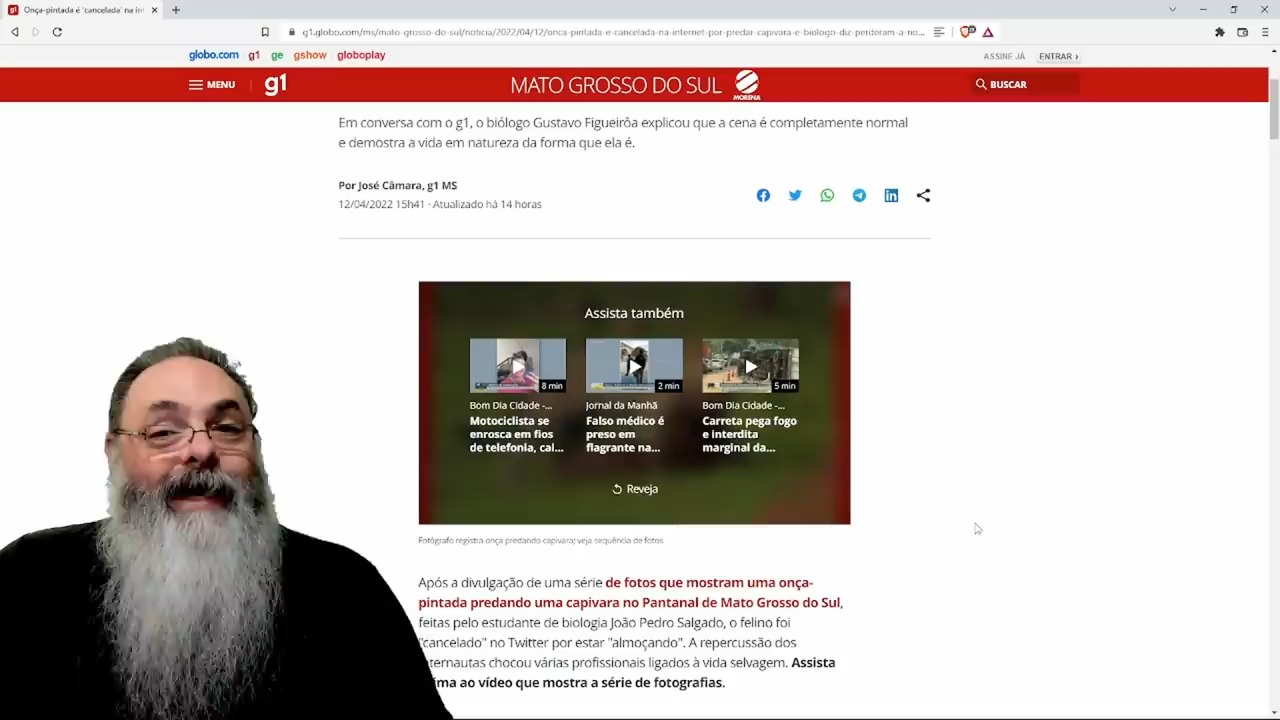 Onça-pintada é 'cancelada' na in
g1.globo.com/ms/mato-grosso-do-sul/noticia/2022/04/12/onca-pintada-e-cancelada-na-internet-por-predar-capivara-e-biologo-diz-perderam-a-no...
globo.com g1 ge gshow globoplay
ASSINE JÁ ENTRAR ›
MENU g1 MATO GROSSO DO SUL MORENA BUSCAR
Em conversa com o g1, o biólogo Gustavo Figueirôa explicou que a cena é completamente normal
e demostra a vida em natureza da forma que ela é.
Por José Câmara, g1 MS
12/04/2022 15h41 · Atualizado há 14 horas
Assista também
8 min 2 min 5 min
Bom Dia Cidade -... Jornal da Manhã Bom Dia Cidade -...
Motociclista se Falso médico é Carreta pega fogo
enrosca em fios preso em e interdita
de telefonia, cal... flagrante na... marginal da...
Reveja
Fotógrafo registra onça predando capivara; veja sequência de fotos
Após a divulgação de uma série de fotos que mostram uma onça-
pintada predando uma capivara no Pantanal de Mato Grosso do Sul,
feitas pelo estudante de biologia João Pedro Salgado, o felino foi
"cancelado" no Twitter por estar "almoçando". A repercussão dos
ternautas chocou várias profissionais ligados à vida selvagem. Assista
ima ao vídeo que mostra a série de fotografias.